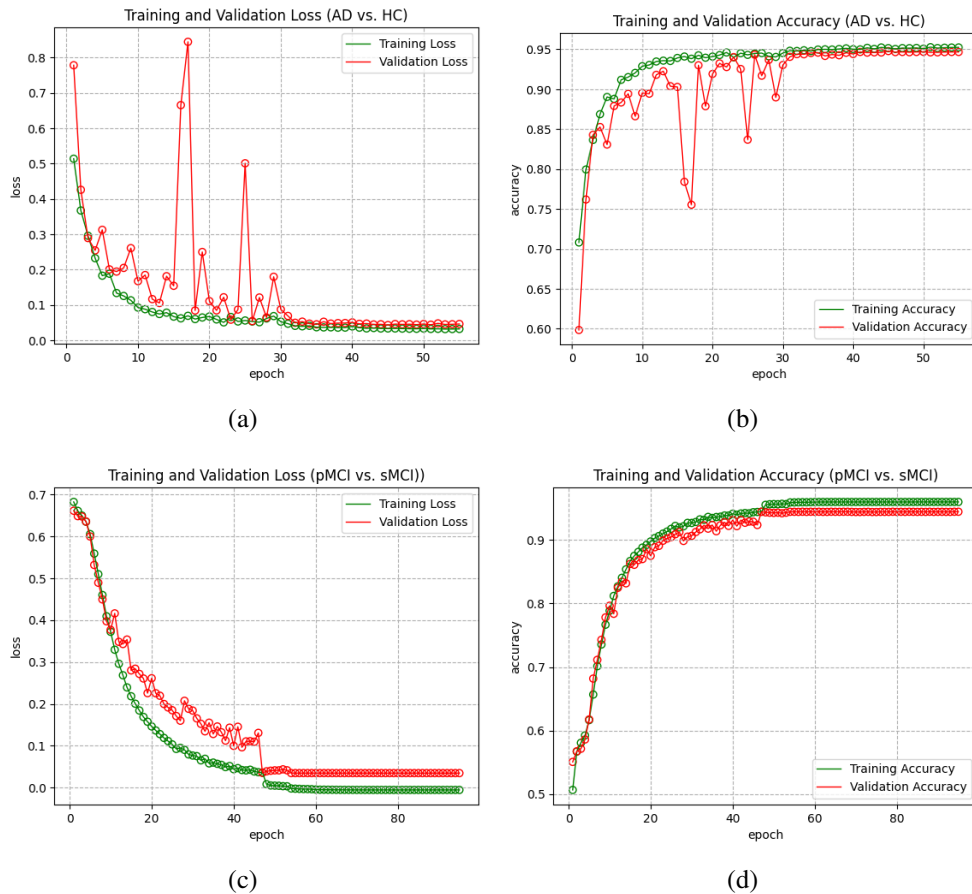 Training and Validation Loss (AD vs. HC)
Training Loss
Validation Loss
0.8
0.7
0.6
0.5
0.4
0.3
0.2
0.1
0.0
loss
0 10 20 30 40 50
epoch
(a)
Training and Validation Accuracy (AD vs. HC)
0.95
0.90
0.85
0.80
0.75
0.70
0.65
0.60
accuracy
Training Accuracy
Validation Accuracy
0 10 20 30 40 50
epoch
(b)
Training and Validation Loss (pMCI vs. sMCI))
Training Loss
Validation Loss
0.7
0.6
0.5
0.4
0.3
0.2
0.1
0.0
loss
0 20 40 60 80
epoch
(c)
Training and Validation Accuracy (pMCI vs. sMCI)
0.9
0.8
0.7
0.6
0.5
accuracy
Training Accuracy
Validation Accuracy
0 20 40 60 80
epoch
(d)